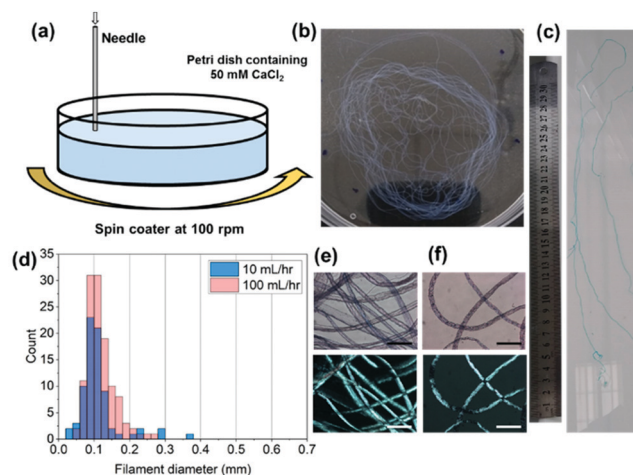 (a)
Needle
Petri dish containing
50 mM CaCl₂
Spin coater at 100 rpm
(b)
(c)
(d)
35
30
25
20
15
10
5
0
Count
10 mL/hr
100 mL/hr
0.0 0.1 0.2 0.3 0.4 0.5 0.6 0.7
Filament diameter (mm)
(e)
(f)